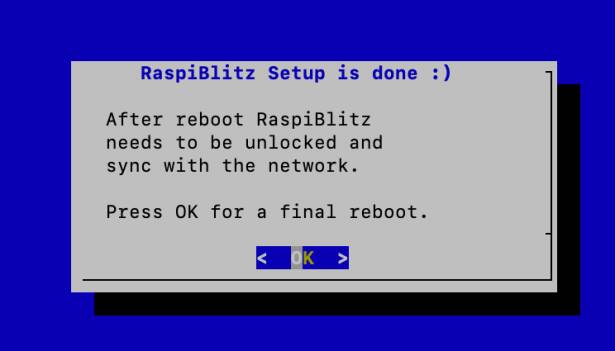 RaspiBlitz Setup is done :)
After reboot RaspiBlitz
needs to be unlocked and
sync with the network.
Press OK for a final reboot.
< OK >